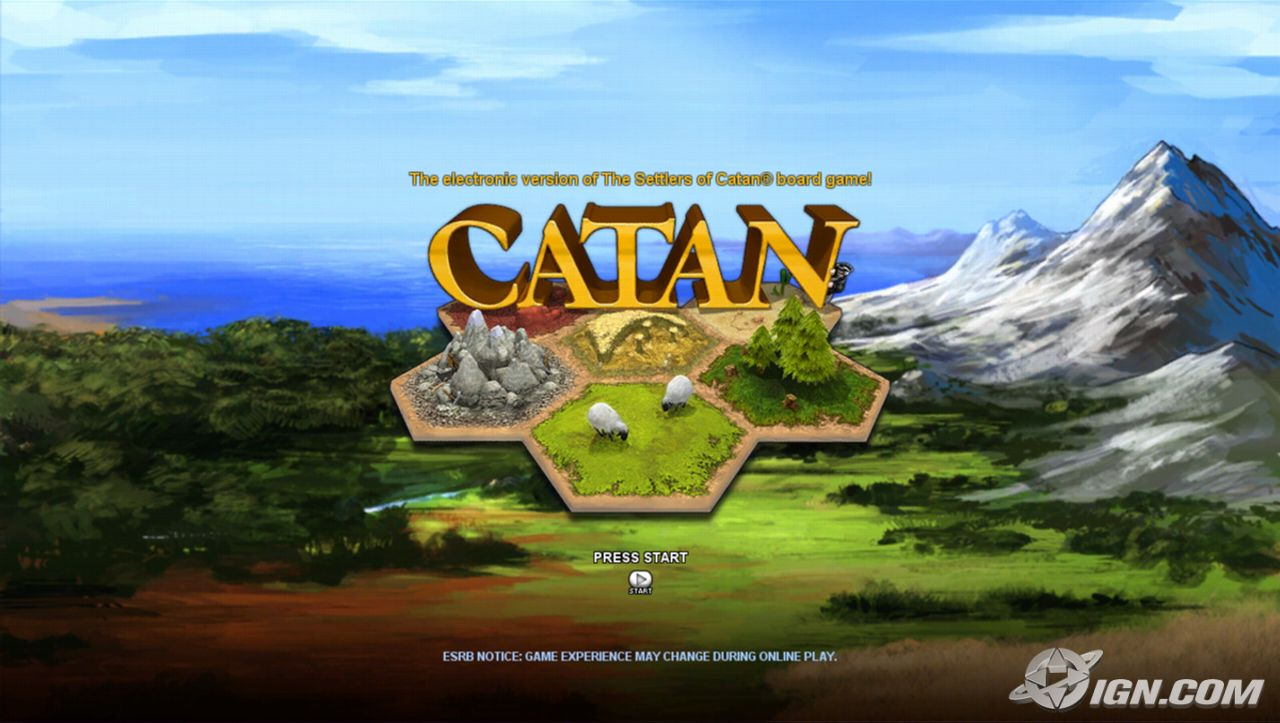 The electronic version of The Settlers of Catan® board game!
CATAN
PRESS START
START
ESRB NOTICE: GAME EXPERIENCE MAY CHANGE DURING ONLINE PLAY.
IGN.COM